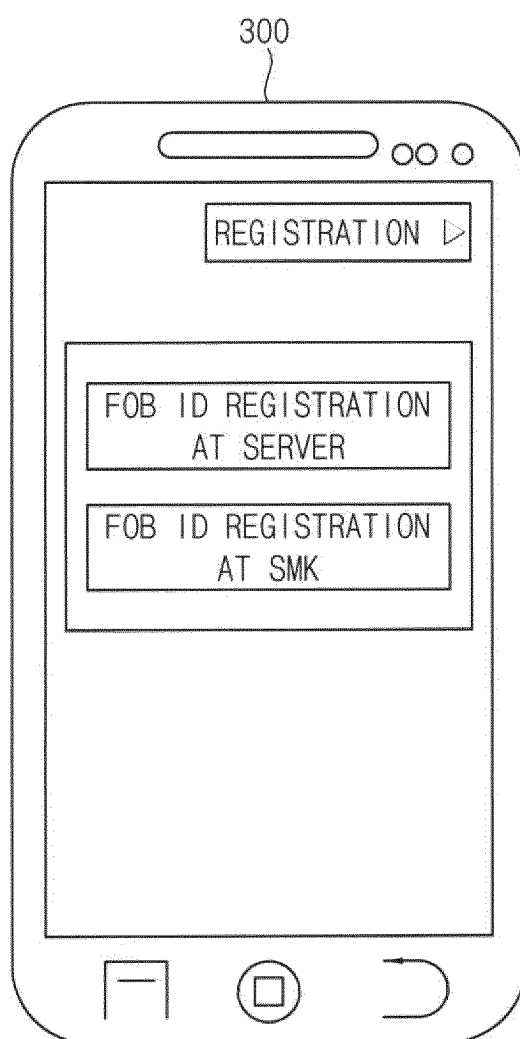 300
REGISTRATION ▷
FOB ID REGISTRATION
AT SERVER
FOB ID REGISTRATION
AT SMK